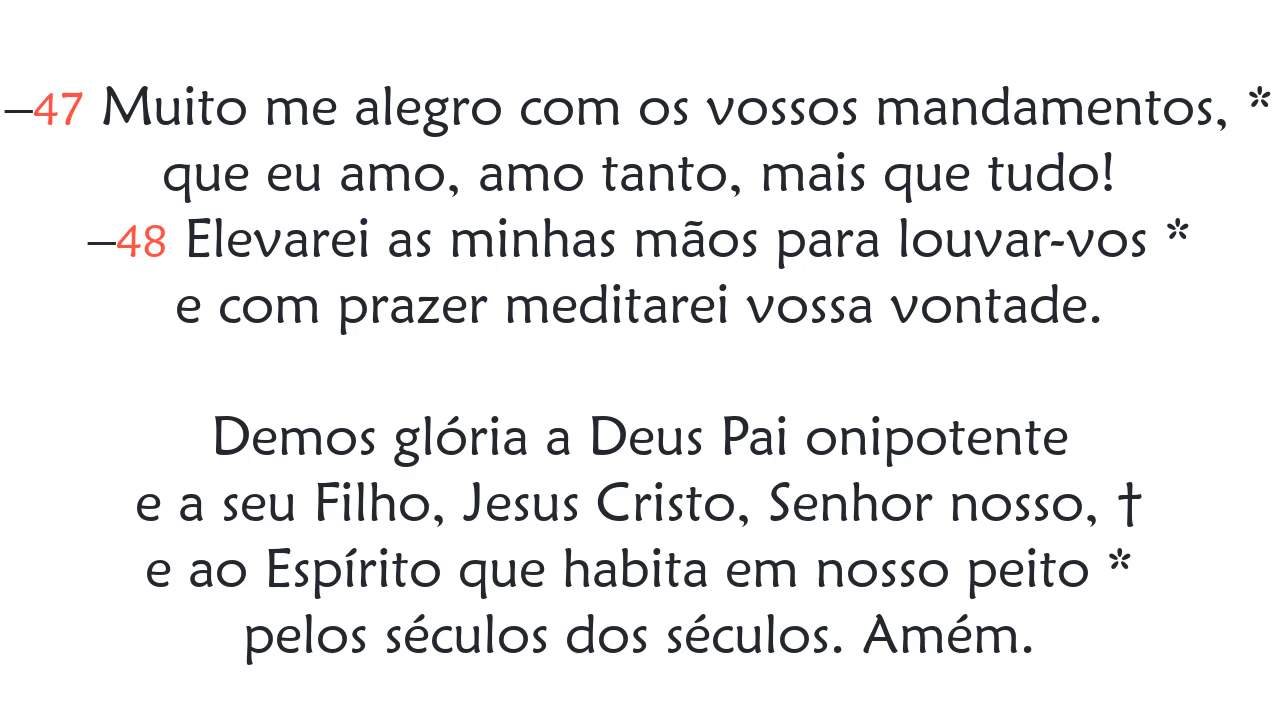 –47 Muito me alegro com os vossos mandamentos, *
que eu amo, amo tanto, mais que tudo!
–48 Elevarei as minhas mãos para louvar-vos *
e com prazer meditarei vossa vontade.
Demos glória a Deus Pai onipotente
e a seu Filho, Jesus Cristo, Senhor nosso, †
e ao Espírito que habita em nosso peito *
pelos séculos dos séculos. Amém.